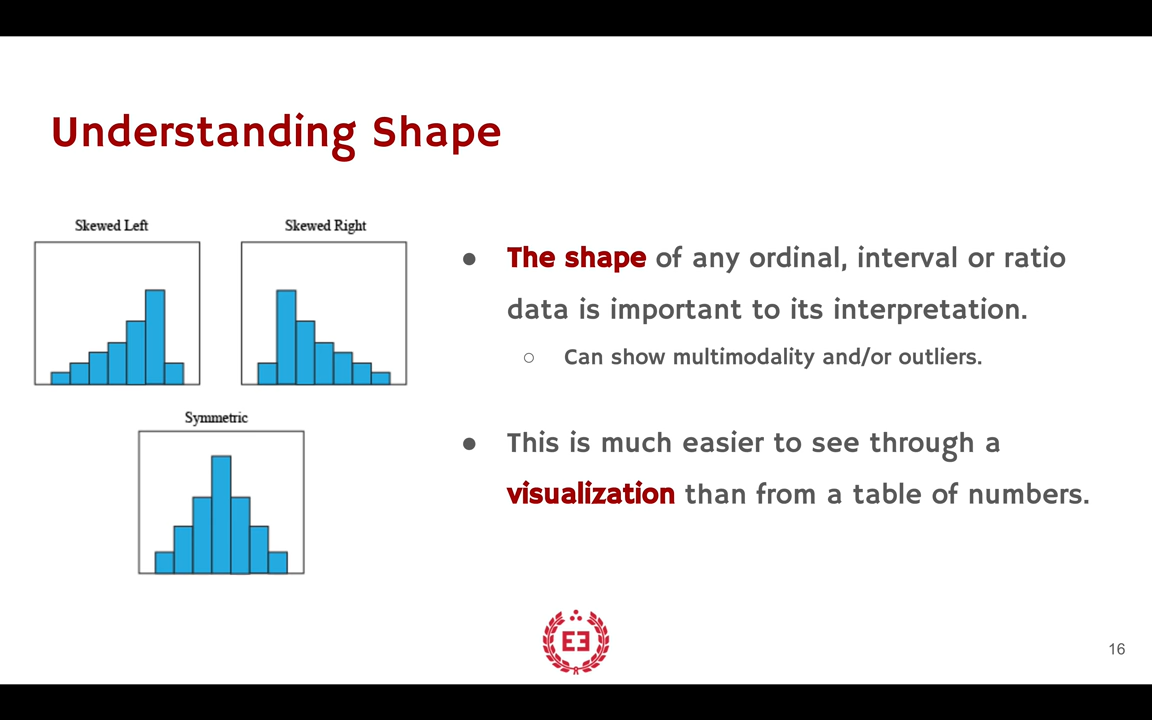 Understanding Shape
Skewed Left
Skewed Right
Symmetric
● The shape of any ordinal, interval or ratio
data is important to its interpretation.
○ Can show multimodality and/or outliers.
● This is much easier to see through a
visualization than from a table of numbers.
E3
16